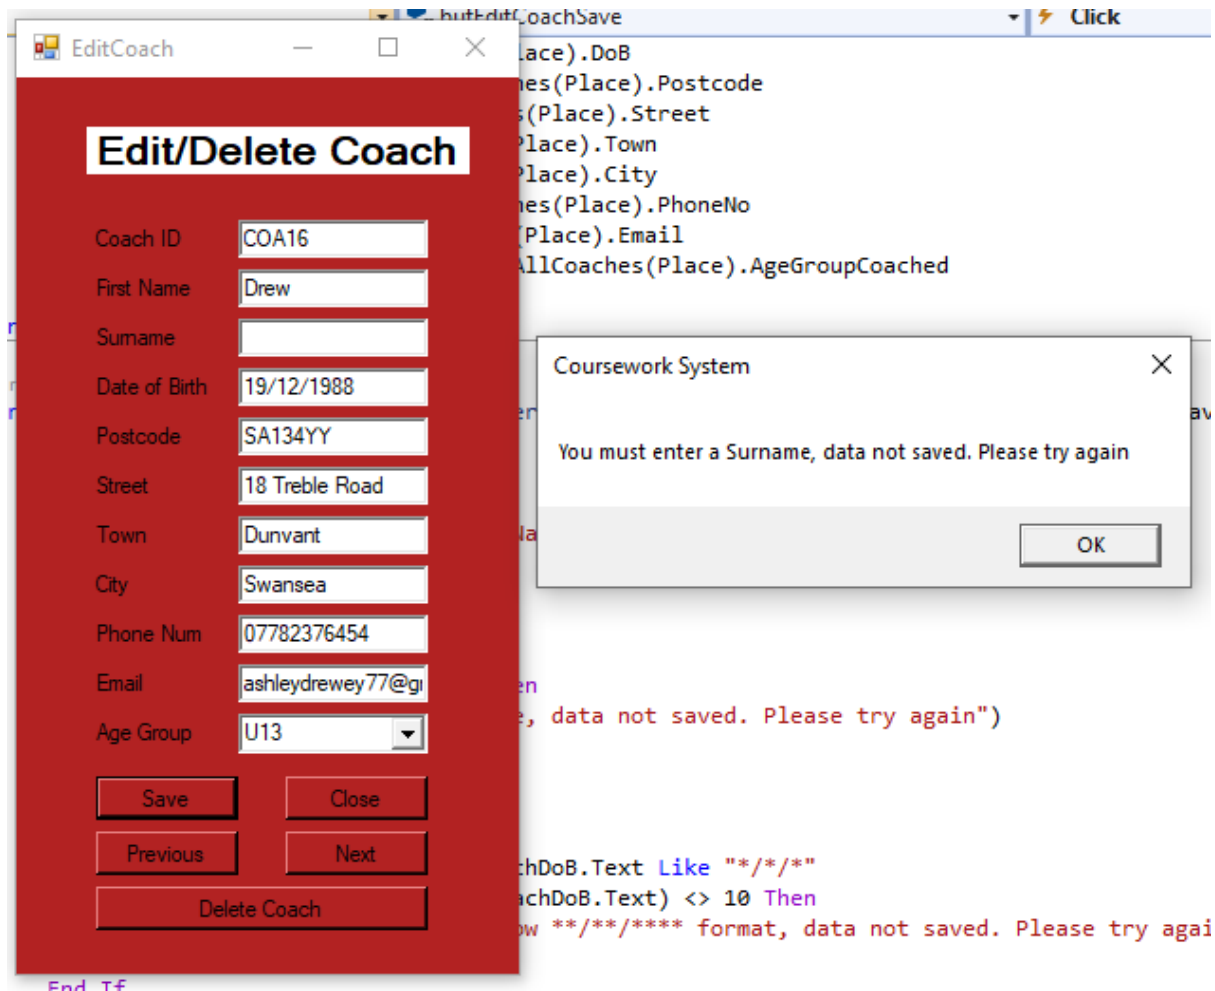 butEditCoachSave
Click
EditCoach
Edit/Delete Coach
Coach ID COA16
First Name Drew
Surname
Date of Birth 19/12/1988
Postcode SA134YY
Street 18 Treble Road
Town Dunvant
City Swansea
Phone Num 07782376454
Email ashleydrewey77@g
Age Group U13
Save Close
Previous Next
Delete Coach
lace).DoB
es(Place).Postcode
(Place).Street
lace).Town
lace).City
es(Place).PhoneNo
(Place).Email
AllCoaches(Place).AgeGroupCoached
Coursework System
You must enter a Surname, data not saved. Please try again
OK
en
, data not saved. Please try again")
hDoB.Text Like "*/*/*"
achDoB.Text) <> 10 Then
ow **/**/**** format, data not saved. Please try agai
End If